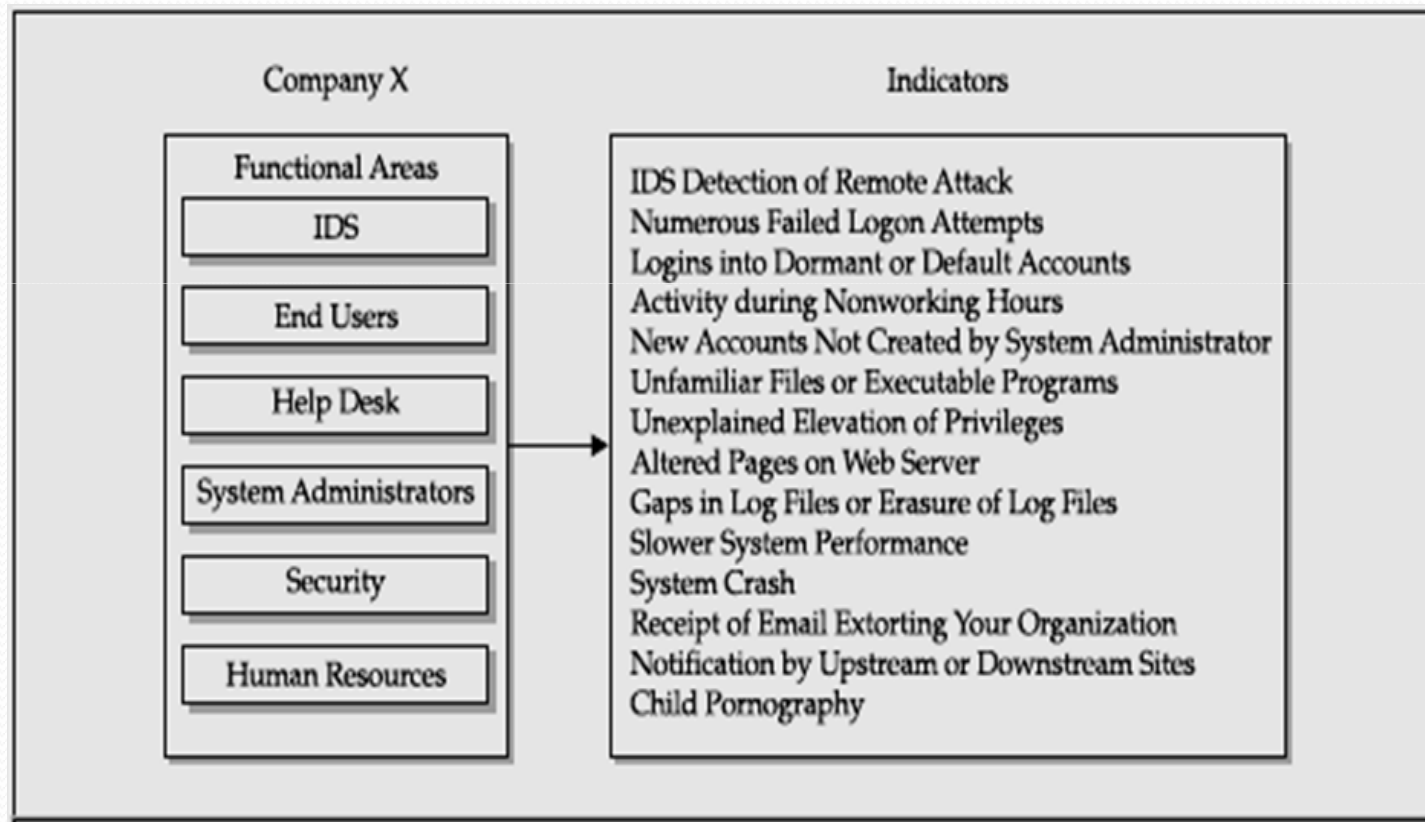 Company X
Functional Areas
IDS
End Users
Help Desk
System Administrators
Security
Human Resources
Indicators
IDS Detection of Remote Attack
Numerous Failed Logon Attempts
Logins into Dormant or Default Accounts
Activity during Nonworking Hours
New Accounts Not Created by System Administrator
Unfamiliar Files or Executable Programs
Unexplained Elevation of Privileges
Altered Pages on Web Server
Gaps in Log Files or Erasure of Log Files
Slower System Performance
System Crash
Receipt of Email Extorting Your Organization
Notification by Upstream or Downstream Sites
Child Pornography